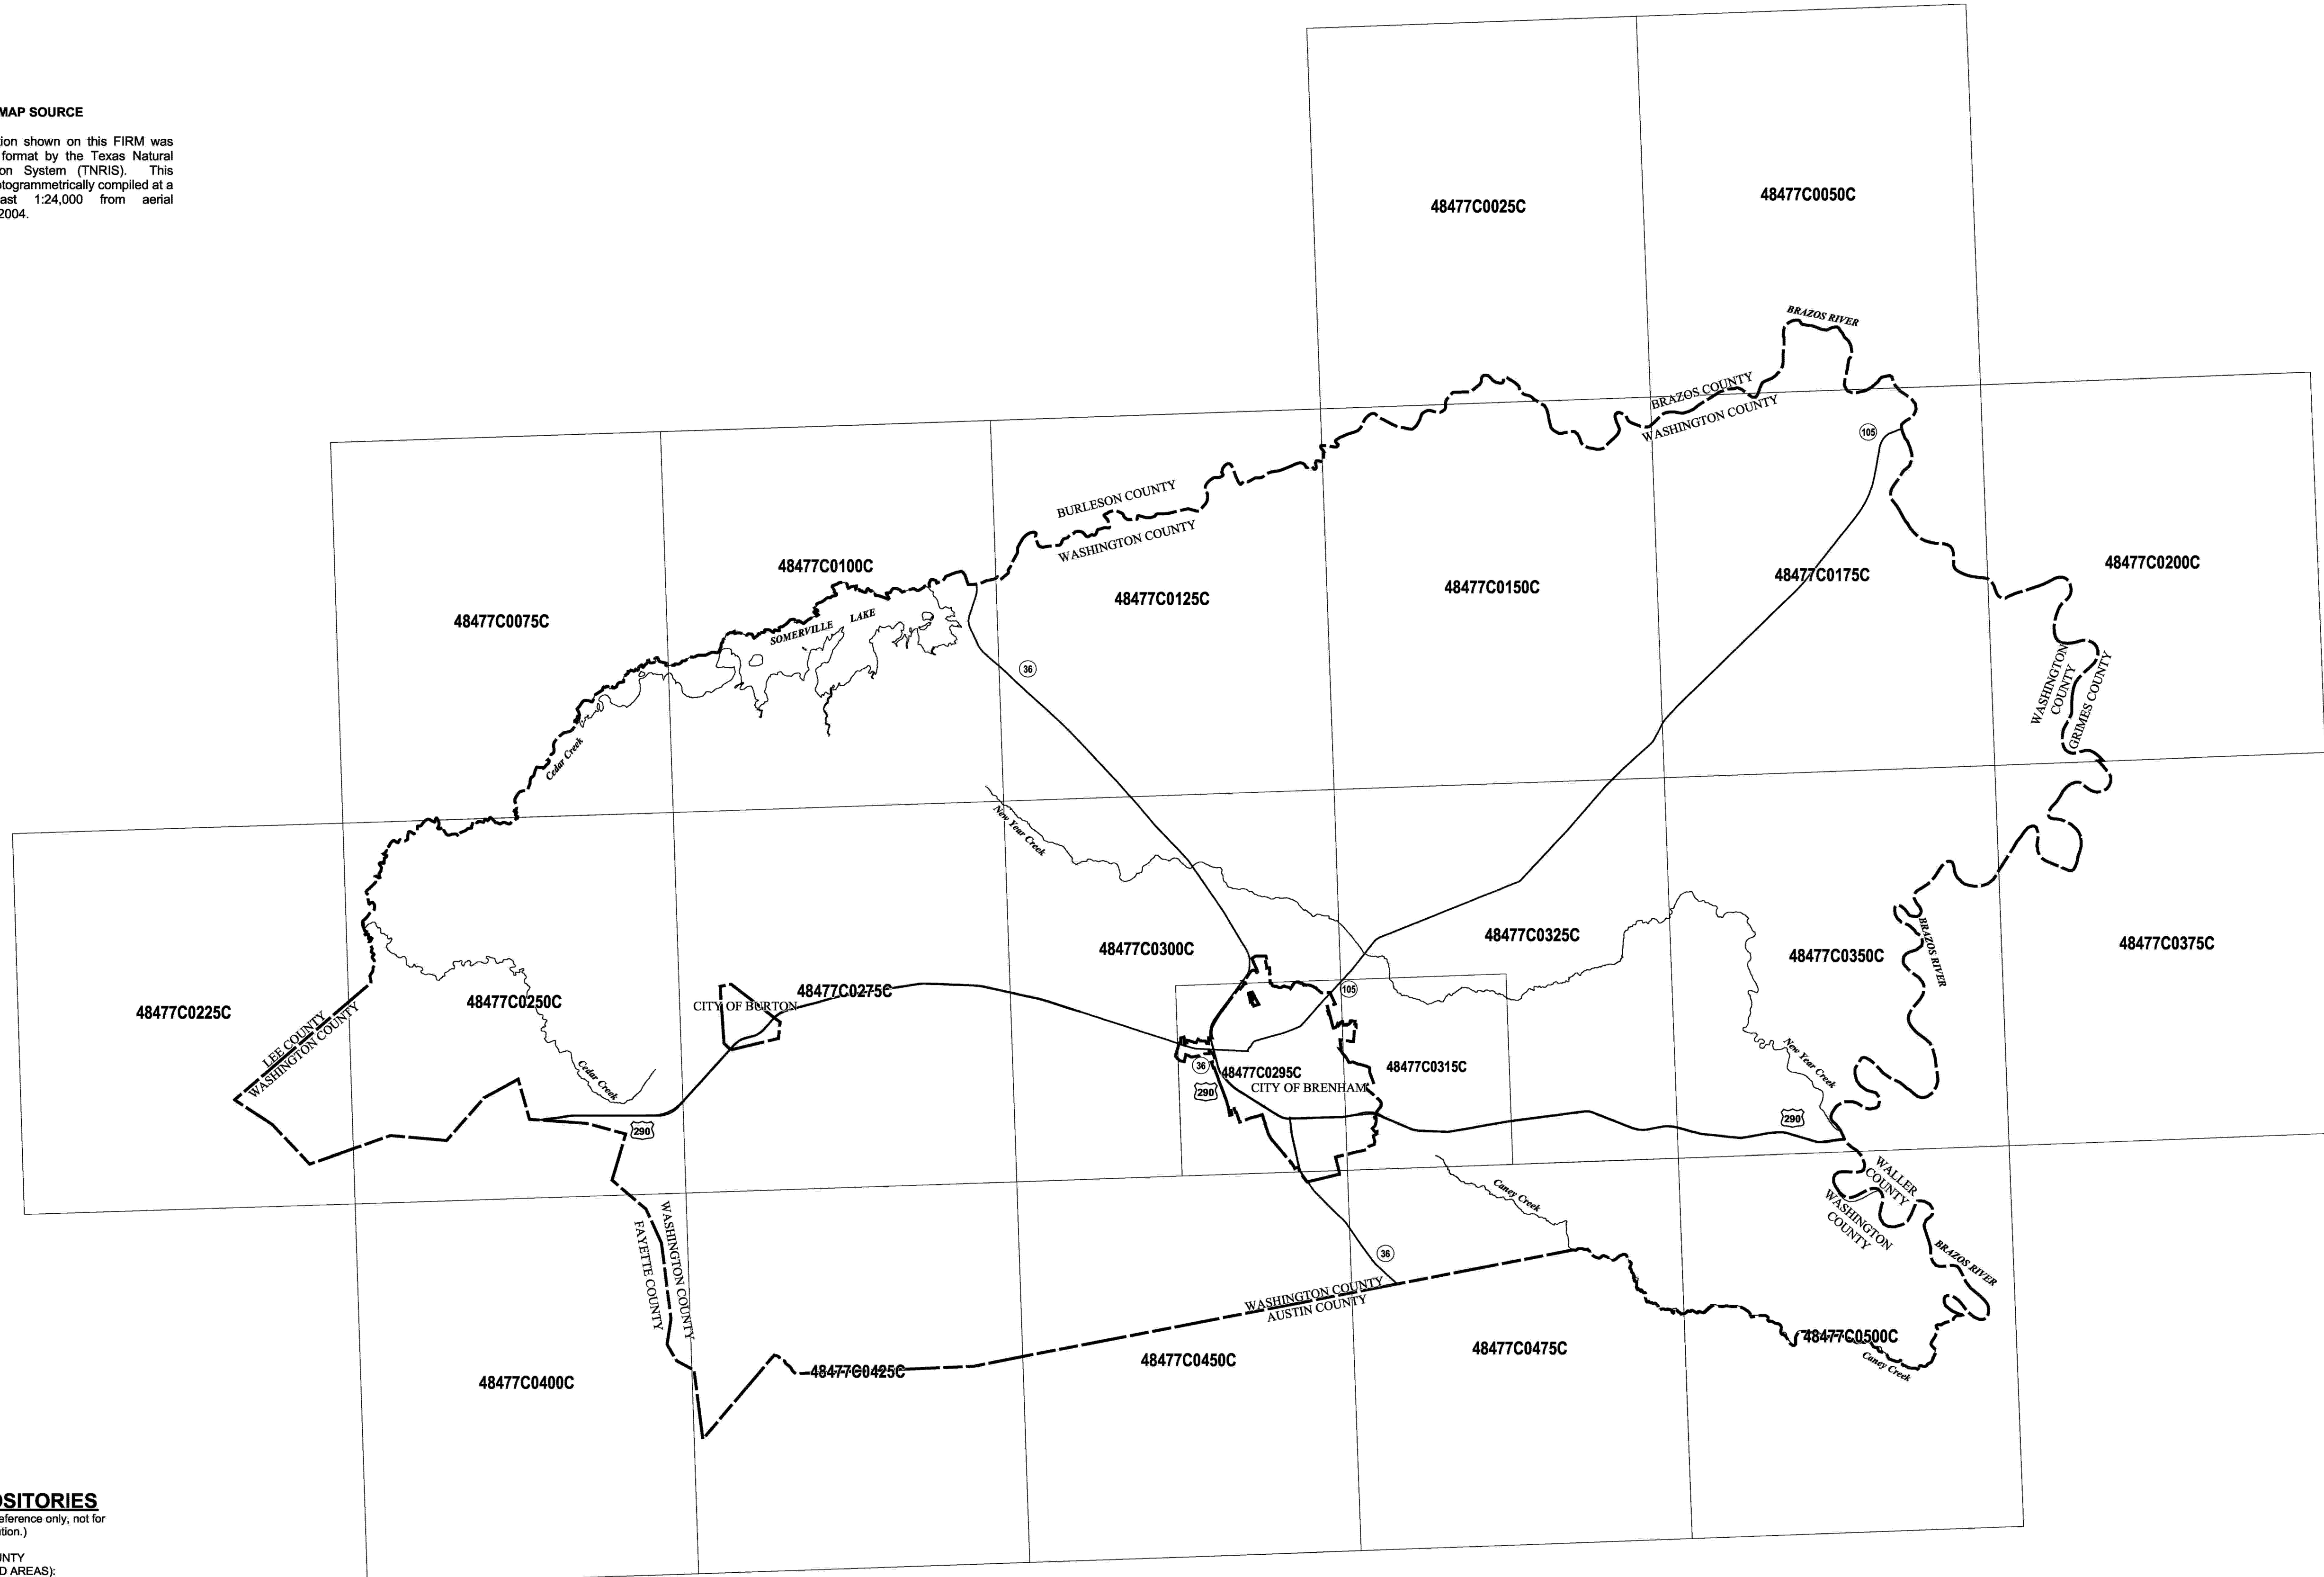 MAP SOURCE
tion shown on this FIRM was
format by the Texas Natural
on System (TNRIS). This
otogrammetrically compiled at a
ast 1:24,000 from aerial
2004.
48477C0025C
48477C0050C
BRAZOS RIVER
BRAZOS COUNTY
WASHINGTON COUNTY
105
BURLESON COUNTY
WASHINGTON COUNTY
48477C0075C
48477C0100C
48477C0125C
48477C0150C
48477C0175C
48477C0200C
SOMERVILLE LAKE
36
WASHINGTON
COUNTY
GRIMES COUNTY
Cedar Creek
New Year Creek
48477C0225C
48477C0250C
48477C0275C
48477C0300C
48477C0325C
48477C0350C
48477C0375C
BRAZOS RIVER
CITY OF BURTON
105
LEE COUNTY
WASHINGTON COUNTY
Cedar Creek
36
48477C0295C
48477C0315C
290
CITY OF BRENHAM
New Year Creek
290
290
WALLER
COUNTY
WASHINGTON
COUNTY
Caney Creek
WASHINGTON COUNTY
FAYETTE COUNTY
36
BRAZOS RIVER
WASHINGTON COUNTY
AUSTIN COUNTY
48477C0400C
48477C0425C
48477C0450C
48477C0475C
48477C0500C
Caney Creek
OSITORIES
eference only, not for
tion.)
UNTY
D AREAS):